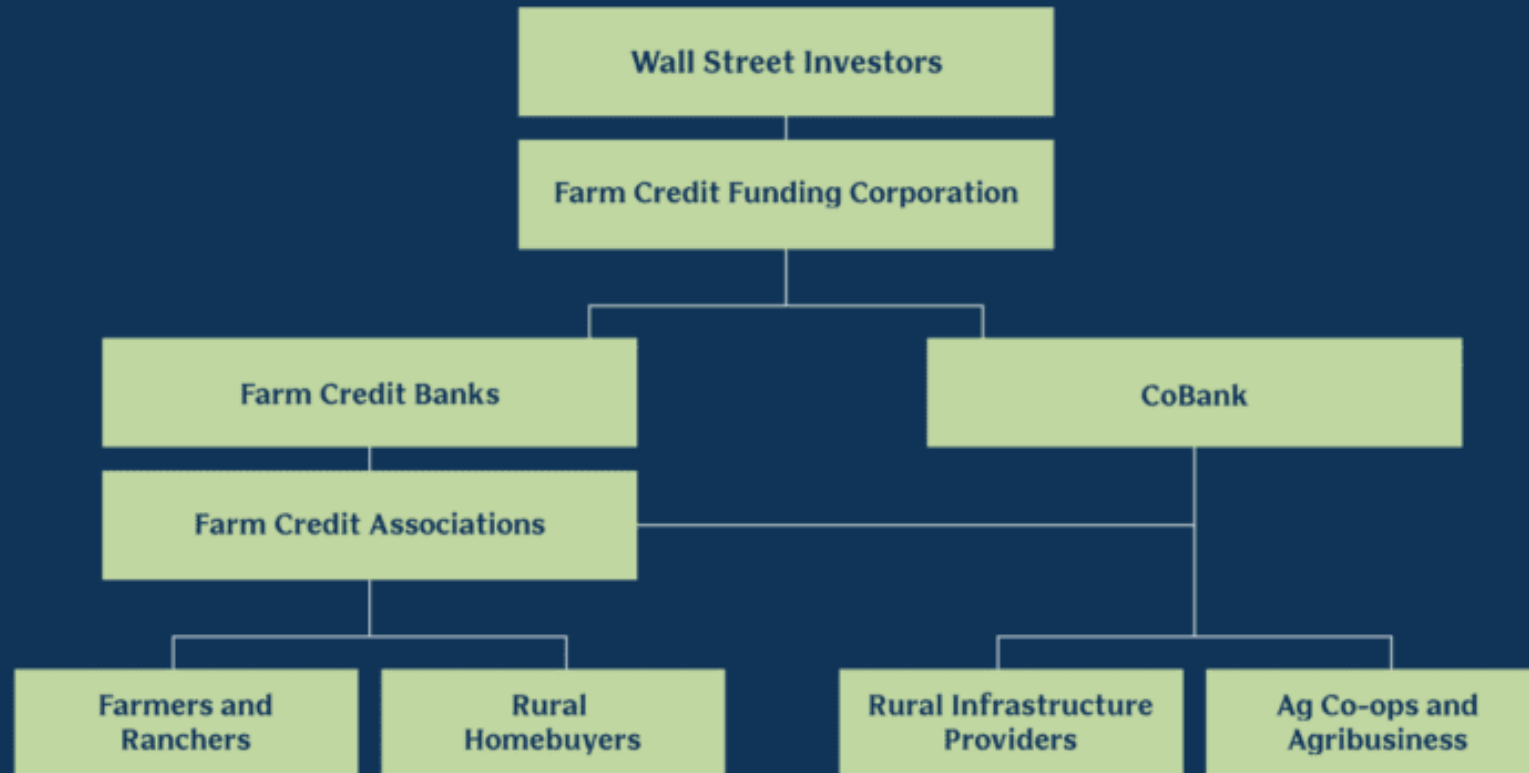 Wall Street Investors
Farm Credit Funding Corporation
Farm Credit Banks
CoBank
Farm Credit Associations
Farmers and
Ranchers
Rural
Homebuyers
Rural Infrastructure
Providers
Ag Co-ops and
Agribusiness